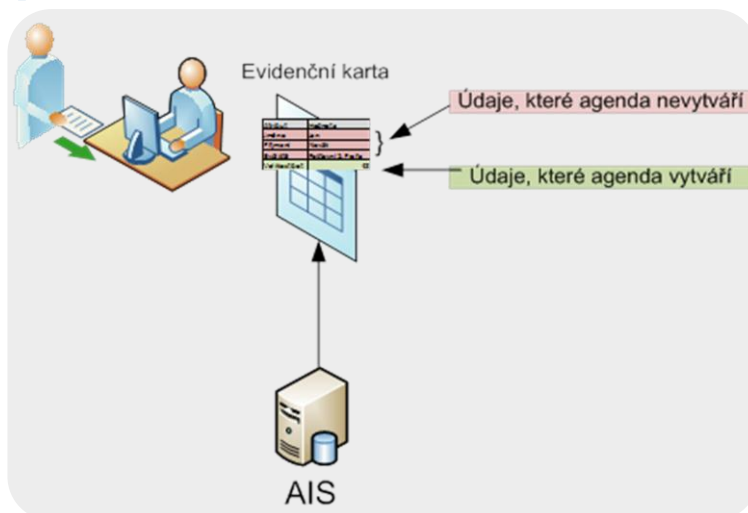 Evidenční karta
Údaje, které agenda nevytváří
}
Údaje, které agenda vytváří
AIS